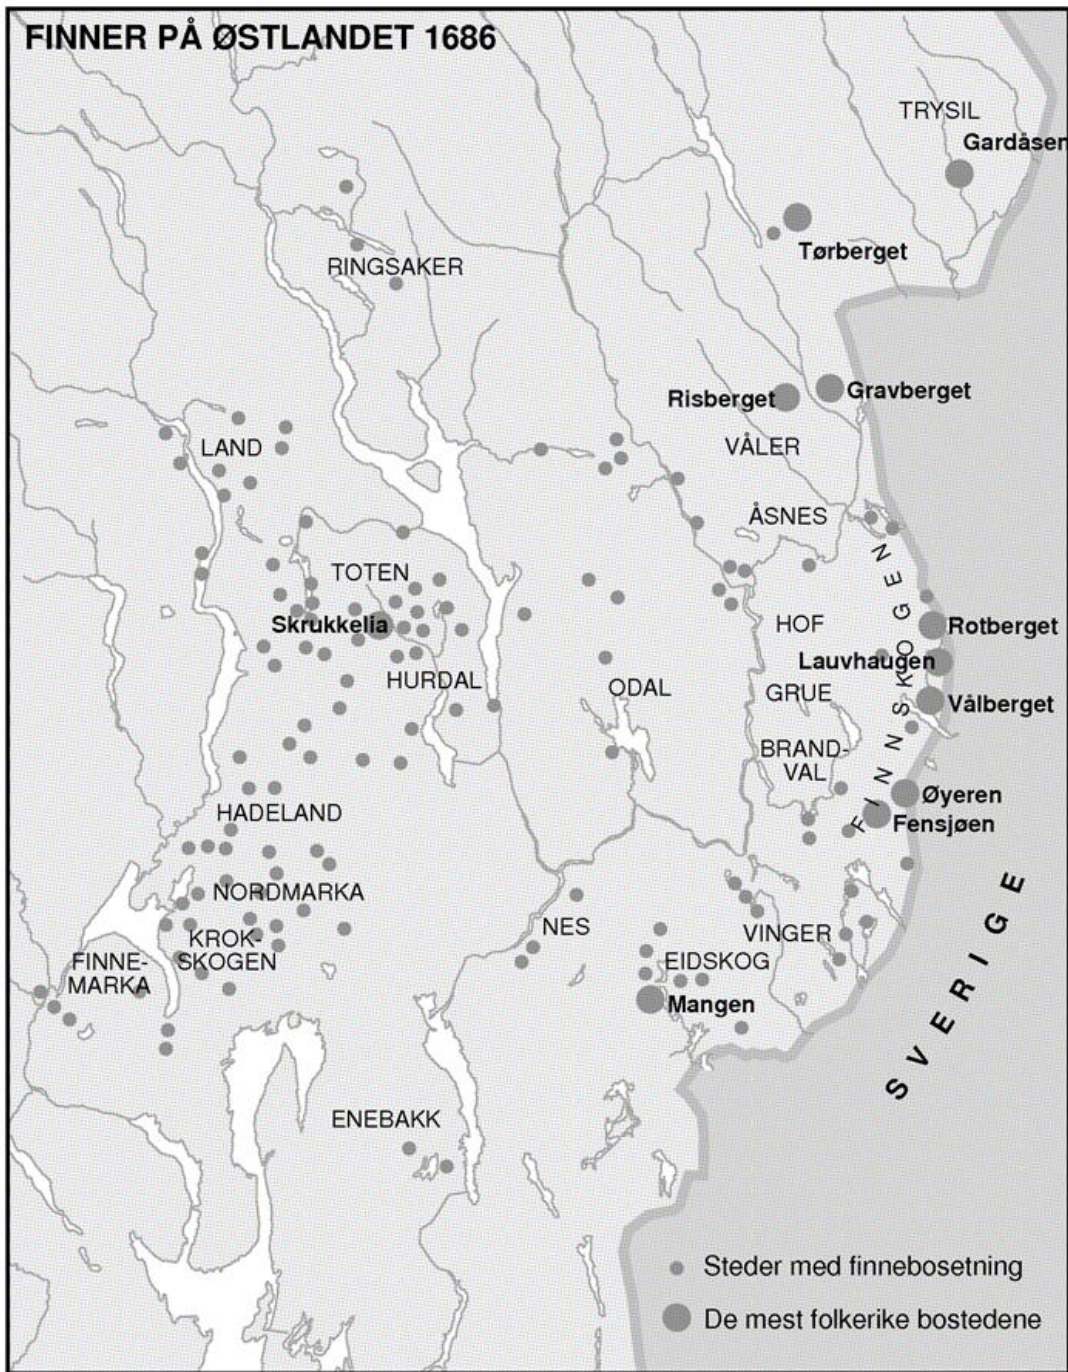 FINNER PÅ ØSTLANDET 1686
TRYSIL
Gardåsen
Tørberget
RINGSAKER
Risberget
Gravberget
VÅLER
LAND
ÅSNES
TOTEN
Skrukkelia
HOF
Rotberget
Lauvhaugen
HURDAL
ODAL
GRUE
Vålberget
FINNSKOGEN
BRAND-
VAL
Øyeren
Fensjøen
HADELAND
NORDMARKA
NES
VINGER
KROK-
SKOGEN
FINNE-
MARKA
EIDSKOG
Mangen
SVERIGE
ENEBAKK
Steder med finnebosetning
De mest folkerike bostedene